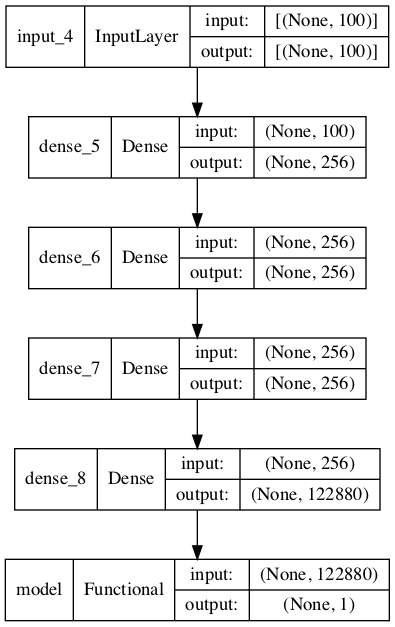 input_4 InputLayer input: [(None, 100)]
output: [(None, 100)]
dense_5 Dense input: (None, 100)
output: (None, 256)
dense_6 Dense input: (None, 256)
output: (None, 256)
dense_7 Dense input: (None, 256)
output: (None, 256)
dense_8 Dense input: (None, 256)
output: (None, 122880)
model Functional input: (None, 122880)
output: (None, 1)